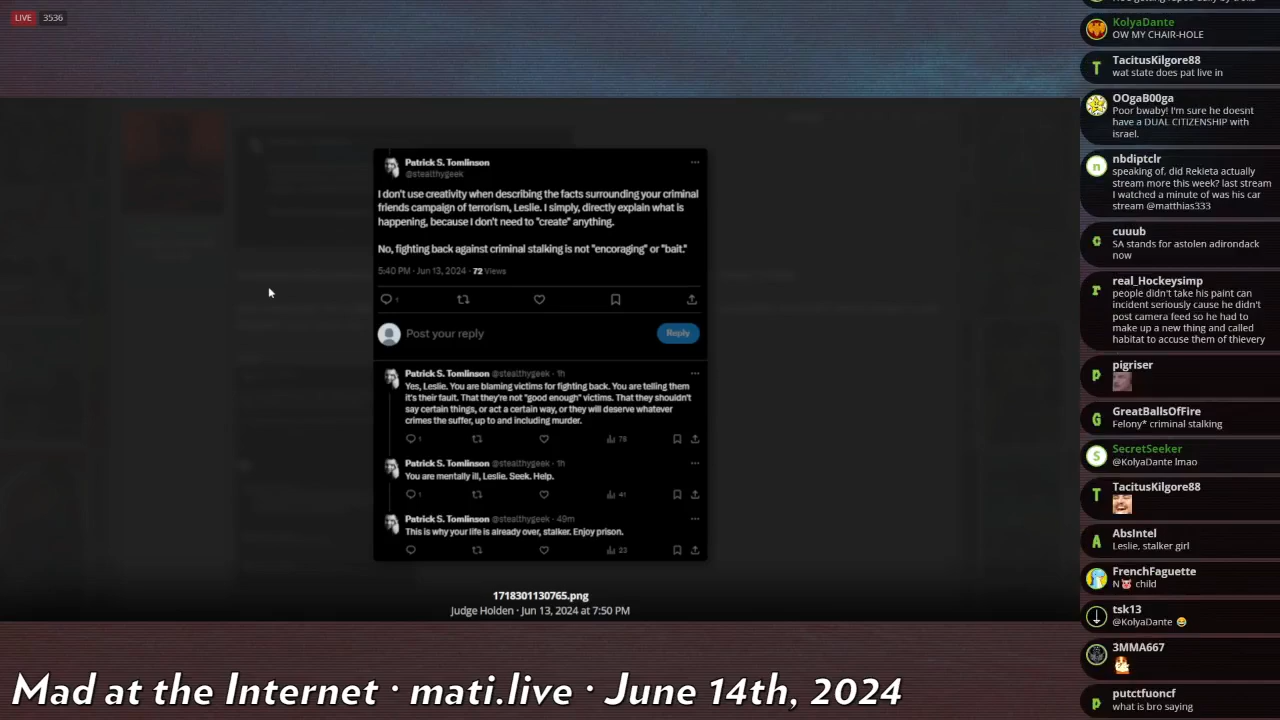 LIVE 3536
Patrick S. Tomlinson
@stealthygeek
I don't use creativity when describing the facts surrounding your criminal
friends campaign of terrorism, Leslie. I simply, directly explain what is
happening, because I don't need to "create" anything.
No, fighting back against criminal stalking is not "encoraging" or "bait."
5:40 PM · Jun 13, 2024 · 72 Views
1
Post your reply
Reply
Patrick S. Tomlinson @stealthygeek · 1h
Yes, Leslie. You are blaming victims for fighting back. You are telling them
it's their fault. That they're not "good enough" victims. That they shouldn't
say certain things, or act a certain way, or they will deserve whatever
crimes the suffer, up to and including murder.
1 78
Patrick S. Tomlinson @stealthygeek · 1h
You are mentally ill, Leslie. Seek. Help.
1 41
Patrick S. Tomlinson @stealthygeek · 49m
This is why your life is already over, stalker. Enjoy prison.
23
1718301130765.png
Judge Holden · Jun 13, 2024 at 7:50 PM
Mad at the Internet · mati.live · June 14th, 2024
KolyaDante
OW MY CHAIR-HOLE
T
TacitusKilgore88
wat state does pat live in
OOgaB00ga
Poor bwaby! I'm sure he doesnt
have a DUAL CITIZENSHIP with
israel.
n
nbdiptclr
speaking of, did Rekieta actually
stream more this week? last stream
I watched a minute of was his car
stream @matthias333
c
cuuub
SA stands for astolen adirondack
now
r
real_Hockeysimp
people didn't take his paint can
incident seriously cause he didn't
post camera feed so he had to
make up a new thing and called
habitat to accuse them of thievery
p
pigriser
G
GreatBallsOfFire
Felony* criminal stalking
S
SecretSeeker
@KolyaDante lmao
T
TacitusKilgore88
A
AbsIntel
Leslie, stalker girl
FrenchFaguette
N🐮 child
tsk13
@KolyaDante 😂
3MMA667
p
putctfuoncf
what is bro saying